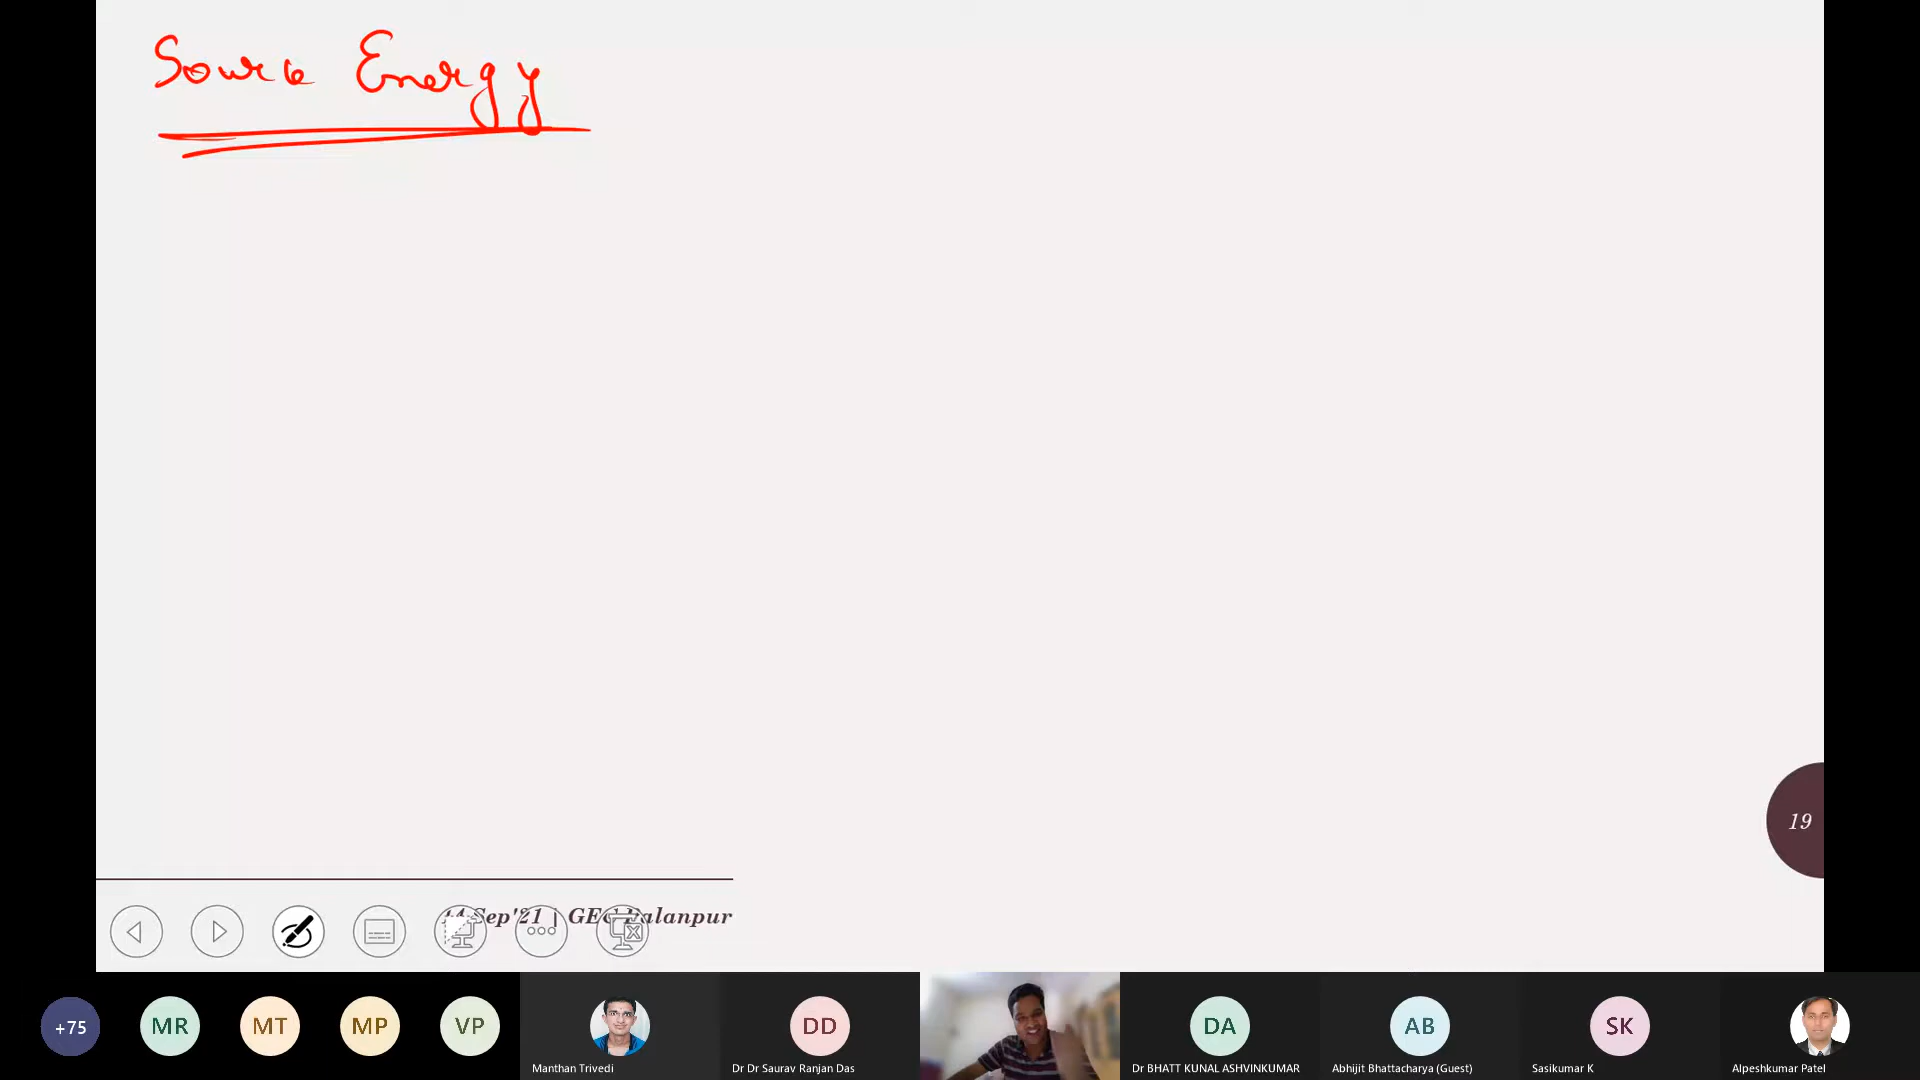 Source Energy
19
14 Sep'21 | GEC Palanpur
+75
MR
MT
MP
VP
DD
DA
AB
SK
Manthan Trivedi
Dr Dr Saurav Ranjan Das
Dr BHATT KUNAL ASHVINKUMAR
Abhijit Bhattacharya (Guest)
Sasikumar K
Alpeshkumar Patel